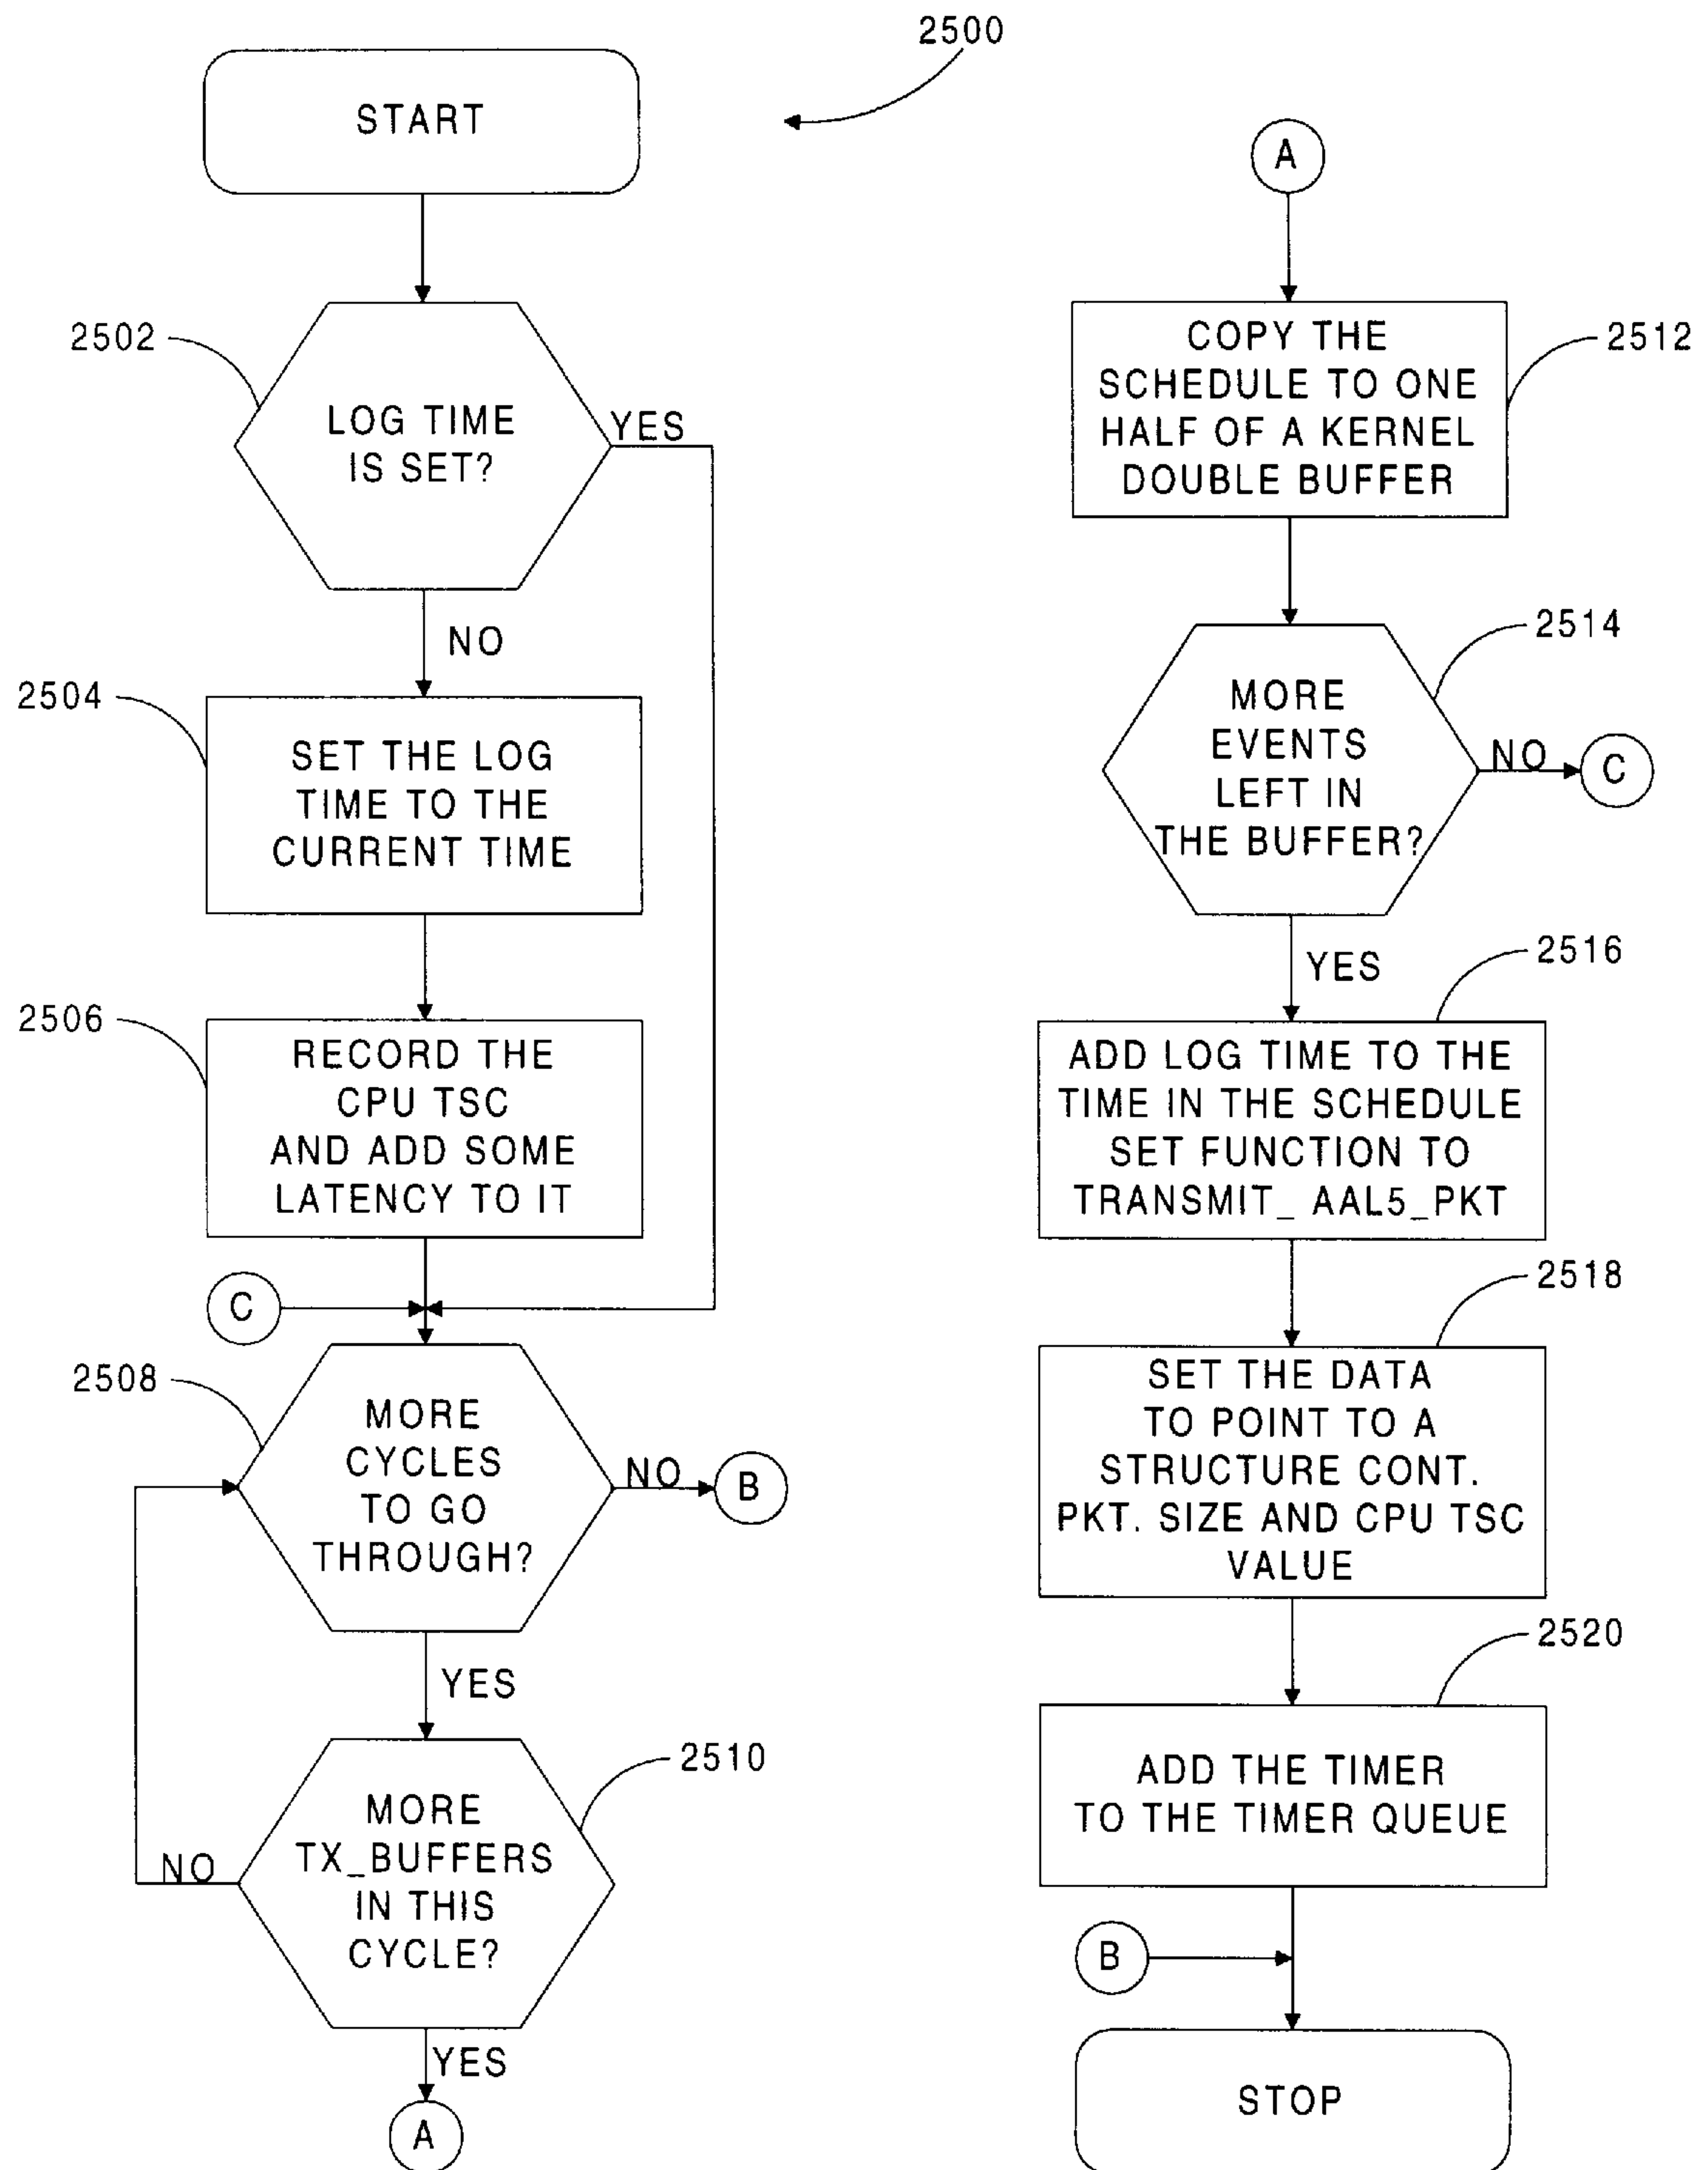 2500
START
2502
LOG TIME
IS SET?
YES
NO
2504
SET THE LOG
TIME TO THE
CURRENT TIME
2506
RECORD THE
CPU TSC
AND ADD SOME
LATENCY TO IT
C
2508
MORE
CYCLES
TO GO
THROUGH?
NO
B
YES
2510
MORE
TX_BUFFERS
IN THIS
CYCLE?
NO
YES
A
A
COPY THE
SCHEDULE TO ONE
HALF OF A KERNEL
DOUBLE BUFFER
2512
2514
MORE
EVENTS
LEFT IN
THE BUFFER?
NO
C
YES
2516
ADD LOG TIME TO THE
TIME IN THE SCHEDULE
SET FUNCTION TO
TRANSMIT_ AAL5_PKT
2518
SET THE DATA
TO POINT TO A
STRUCTURE CONT.
PKT. SIZE AND CPU TSC
VALUE
2520
ADD THE TIMER
TO THE TIMER QUEUE
B
STOP